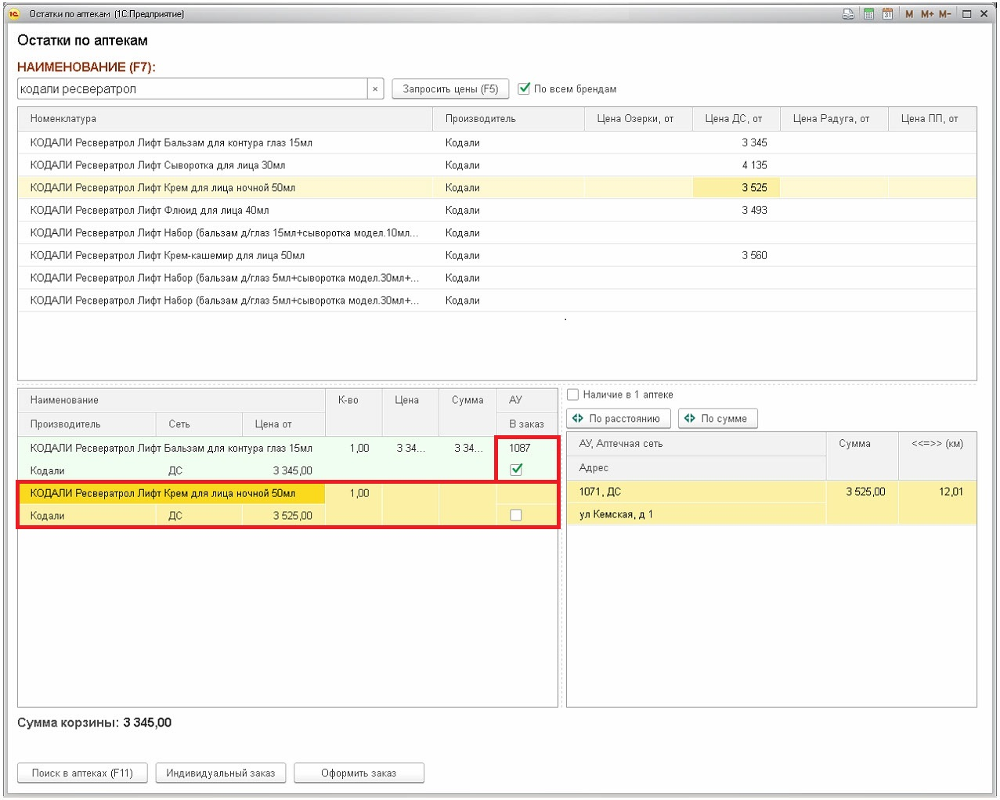 Остатки по аптекам (1С:Предприятие)
31 M M+ M-
Остатки по аптекам
НАИМЕНОВАНИЕ (F7):
кодали ресвератрол × Запросить цены (F5) По всем брендам
Номенклатура Производитель Цена Озерки, от Цена ДС, от Цена Радуга, от Цена ПП, от
КОДАЛИ Ресвератрол Лифт Бальзам для контура глаз 15мл Кодали 3 345
КОДАЛИ Ресвератрол Лифт Сыворотка для лица 30мл Кодали 4 135
КОДАЛИ Ресвератрол Лифт Крем для лица ночной 50мл Кодали 3 525
КОДАЛИ Ресвератрол Лифт Флюид для лица 40мл Кодали 3 493
КОДАЛИ Ресвератрол Лифт Набор (бальзам д/глаз 15мл+сыворотка модел.10мл... Кодали
КОДАЛИ Ресвератрол Лифт Крем-кашемир для лица 50мл Кодали 3 560
КОДАЛИ Ресвератрол Лифт Набор (бальзам д/глаз 5мл+сыворотка модел.30мл+... Кодали
КОДАЛИ Ресвератрол Лифт Набор (бальзам д/глаз 5мл+сыворотка модел.30мл+... Кодали
Наименование К-во Цена Сумма АУ
Производитель Сеть Цена от В заказ
КОДАЛИ Ресвератрол Лифт Бальзам для контура глаз 15мл 1,00 3 34... 3 34... 1087
Кодали ДС 3 345,00
КОДАЛИ Ресвератрол Лифт Крем для лица ночной 50мл 1,00
Кодали ДС 3 525,00
Наличие в 1 аптеке
По расстоянию По сумме
АУ, Аптечная сеть Сумма <<=>> (км)
Адрес
1071, ДС 3 525,00 12,01
ул Кемская, д 1
Сумма корзины: 3 345,00
Поиск в аптеках (F11) Индивидуальный заказ Оформить заказ